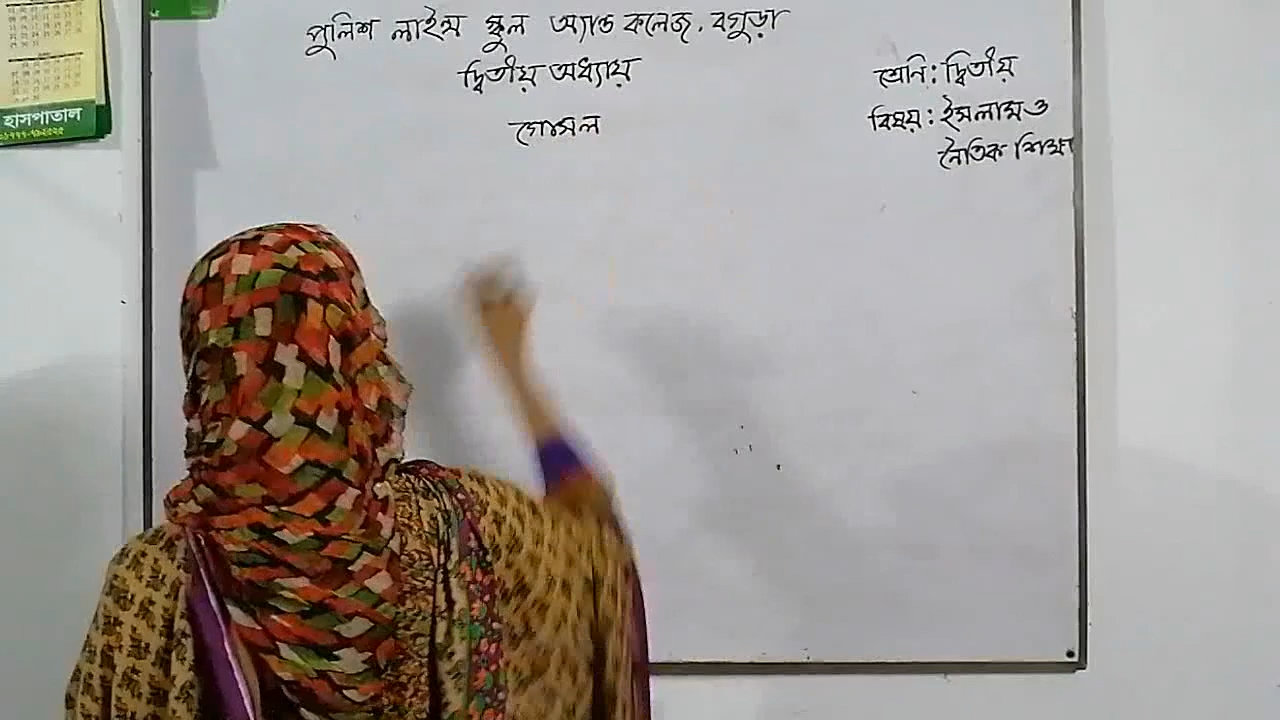 পুলিশ লাইন্স স্কুল অ্যান্ড কলেজ, বগুড়া
দ্বিতীয় অধ্যায়
গোসল
শ্রেনি: দ্বিতীয়
বিষয়: ইসলাম ও
নৈতিক শিক্ষা
হাসপাতাল